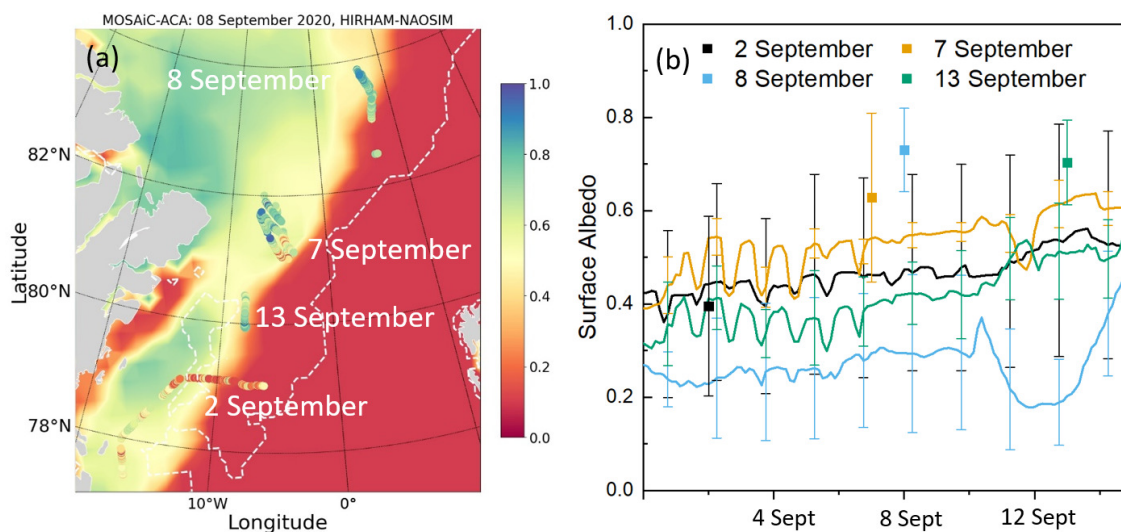 MOSAiC-ACA: 08 September 2020, HIRHAM-NAOSIM
(a)
8 September
7 September
13 September
2 September
82°N
80°N
78°N
Latitude
10°W
0°
Longitude
1.0
0.8
0.6
0.4
0.2
0.0
(b)
2 September
7 September
8 September
13 September
1.0
0.8
0.6
0.4
0.2
0.0
Surface Albedo
4 Sept
8 Sept
12 Sept